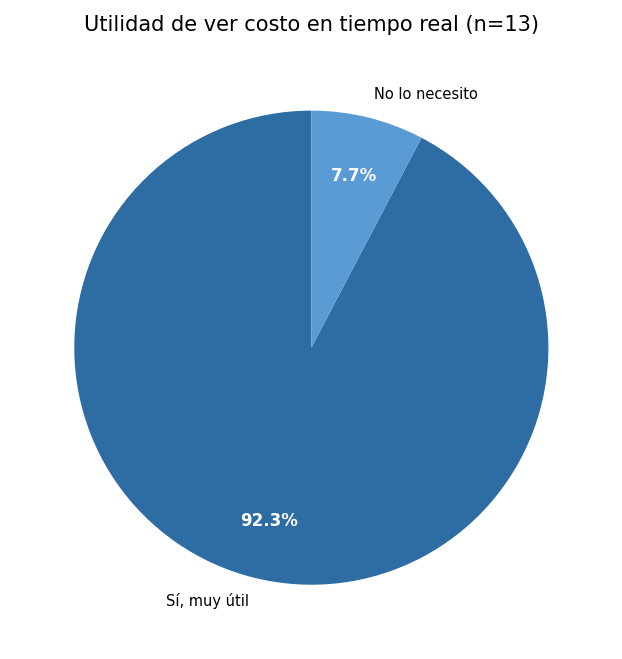 Utilidad de ver costo en tiempo real (n=13)
No lo necesito
7.7%
92.3%
Sí, muy útil